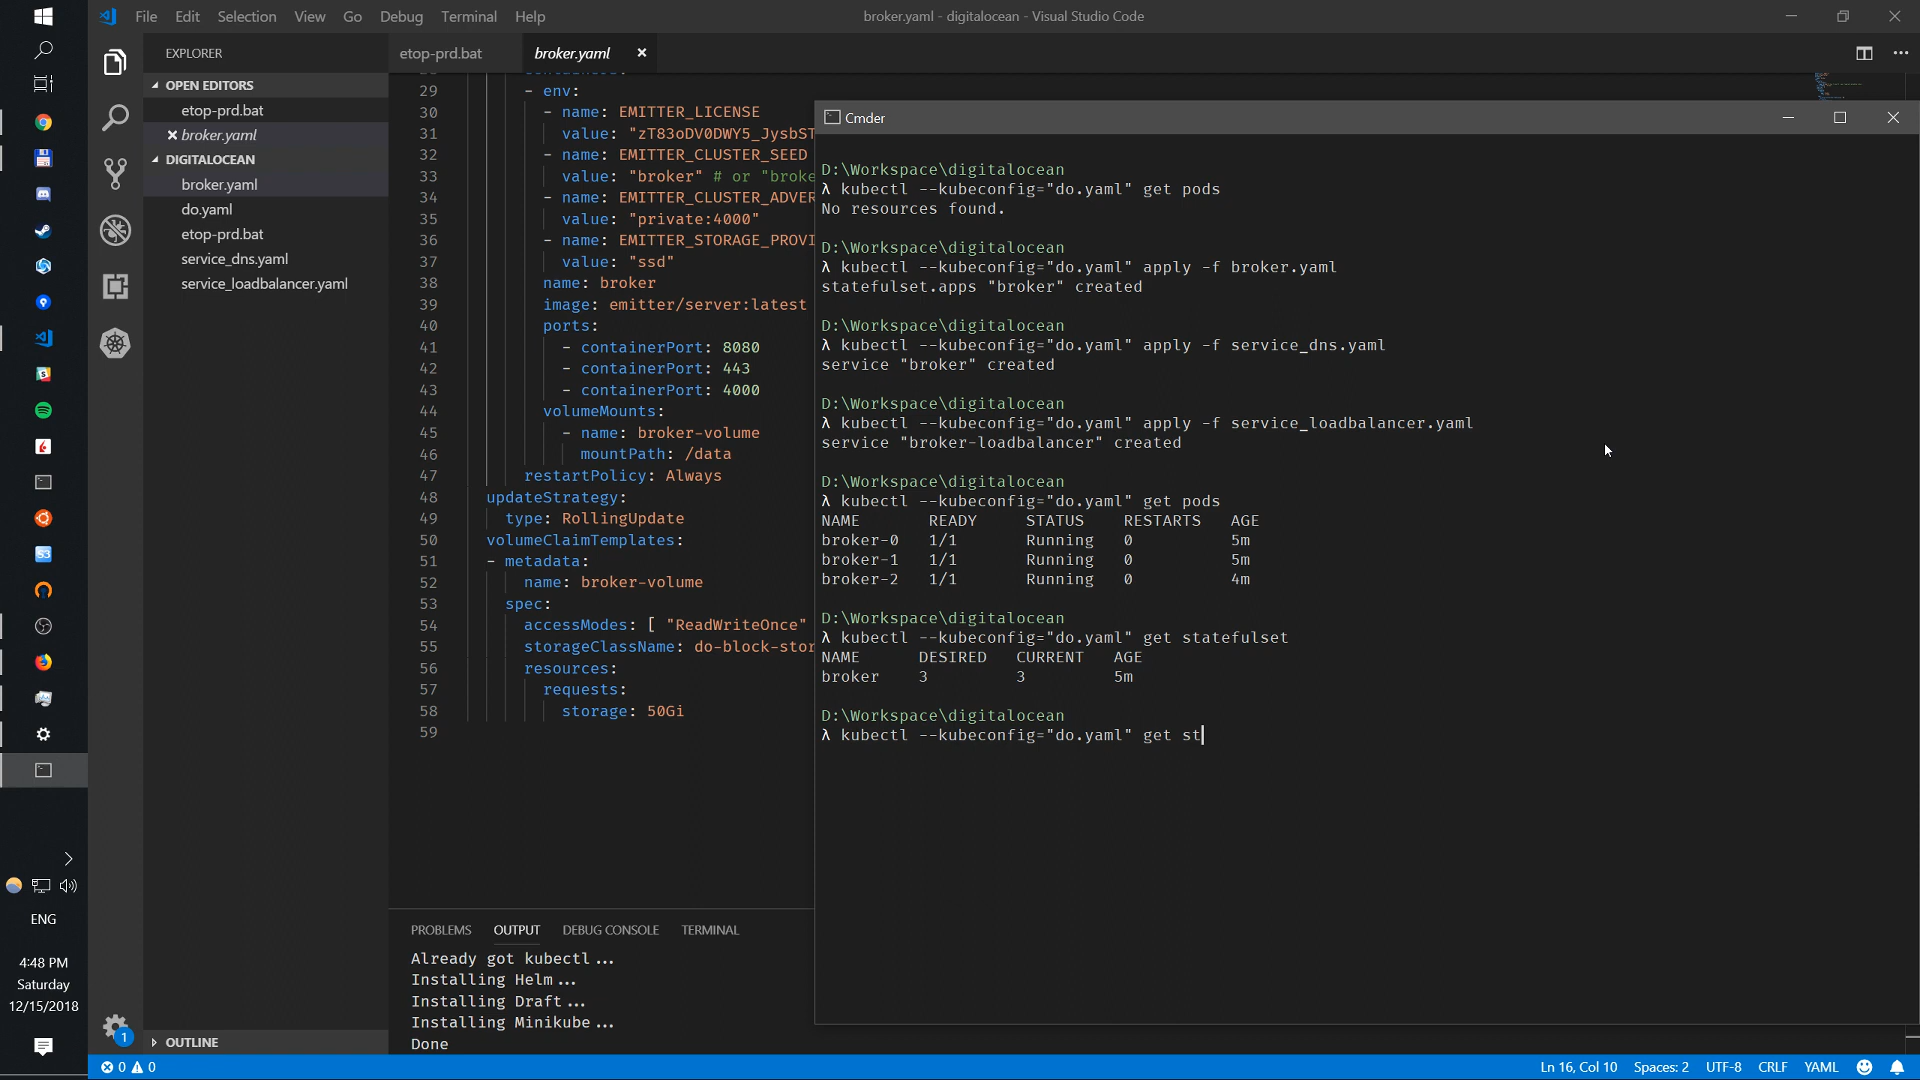 File Edit Selection View Go Debug Terminal Help
broker.yaml - digitalocean - Visual Studio Code
EXPLORER
OPEN EDITORS
etop-prd.bat
broker.yaml
DIGITALOCEAN
broker.yaml
do.yaml
etop-prd.bat
service_dns.yaml
service_loadbalancer.yaml
OUTLINE
etop-prd.bat broker.yaml
29 - env:
30 - name: EMITTER_LICENSE
31 value: "zT83oDV0DWY5_JysbST
32 - name: EMITTER_CLUSTER_SEED
33 value: "broker" # or "broke
34 - name: EMITTER_CLUSTER_ADVER
35 value: "private:4000"
36 - name: EMITTER_STORAGE_PROVI
37 value: "ssd"
38 name: broker
39 image: emitter/server:latest
40 ports:
41 - containerPort: 8080
42 - containerPort: 443
43 - containerPort: 4000
44 volumeMounts:
45 - name: broker-volume
46 mountPath: /data
47 restartPolicy: Always
48 updateStrategy:
49 type: RollingUpdate
50 volumeClaimTemplates:
51 - metadata:
52 name: broker-volume
53 spec:
54 accessModes: [ "ReadWriteOnce"
55 storageClassName: do-block-stor
56 resources:
57 requests:
58 storage: 50Gi
59
PROBLEMS OUTPUT DEBUG CONSOLE TERMINAL
Already got kubectl...
Installing Helm...
Installing Draft...
Installing Minikube...
Done
Cmder
D:\Workspace\digitalocean
λ kubectl --kubeconfig="do.yaml" get pods
No resources found.
D:\Workspace\digitalocean
λ kubectl --kubeconfig="do.yaml" apply -f broker.yaml
statefulset.apps "broker" created
D:\Workspace\digitalocean
λ kubectl --kubeconfig="do.yaml" apply -f service_dns.yaml
service "broker" created
D:\Workspace\digitalocean
λ kubectl --kubeconfig="do.yaml" apply -f service_loadbalancer.yaml
service "broker-loadbalancer" created
D:\Workspace\digitalocean
λ kubectl --kubeconfig="do.yaml" get pods
NAME READY STATUS RESTARTS AGE
broker-0 1/1 Running 0 5m
broker-1 1/1 Running 0 5m
broker-2 1/1 Running 0 4m
D:\Workspace\digitalocean
λ kubectl --kubeconfig="do.yaml" get statefulset
NAME DESIRED CURRENT AGE
broker 3 3 5m
D:\Workspace\digitalocean
λ kubectl --kubeconfig="do.yaml" get st
ENG
4:48 PM
Saturday
12/15/2018
1
0 0
Ln 16, Col 10 Spaces: 2 UTF-8 CRLF YAML